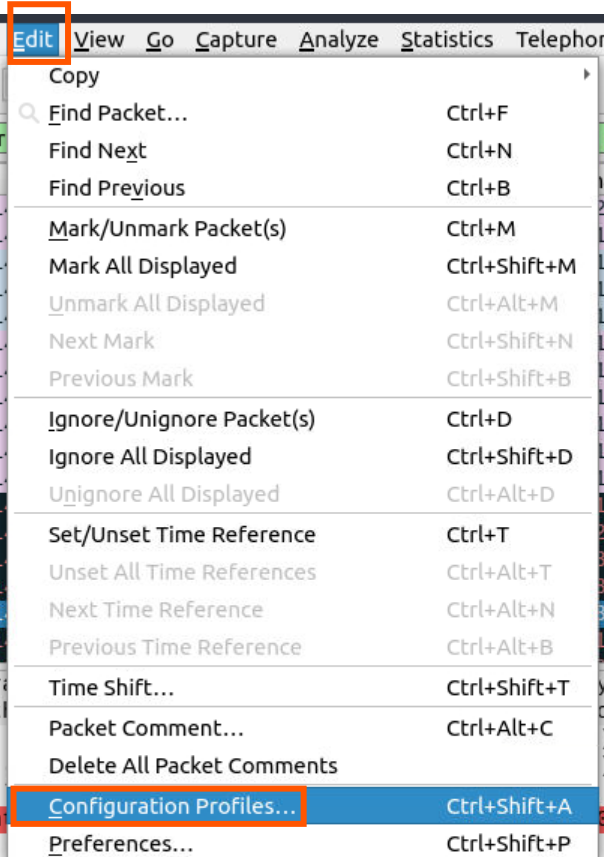 Edit View Go Capture Analyze Statistics Telephon
Copy
Find Packet... Ctrl+F
Find Next Ctrl+N
Find Previous Ctrl+B
Mark/Unmark Packet(s) Ctrl+M
Mark All Displayed Ctrl+Shift+M
Unmark All Displayed Ctrl+Alt+M
Next Mark Ctrl+Shift+N
Previous Mark Ctrl+Shift+B
Ignore/Unignore Packet(s) Ctrl+D
Ignore All Displayed Ctrl+Shift+D
Unignore All Displayed Ctrl+Alt+D
Set/Unset Time Reference Ctrl+T
Unset All Time References Ctrl+Alt+T
Next Time Reference Ctrl+Alt+N
Previous Time Reference Ctrl+Alt+B
Time Shift... Ctrl+Shift+T
Packet Comment... Ctrl+Alt+C
Delete All Packet Comments
Configuration Profiles... Ctrl+Shift+A
Preferences... Ctrl+Shift+P